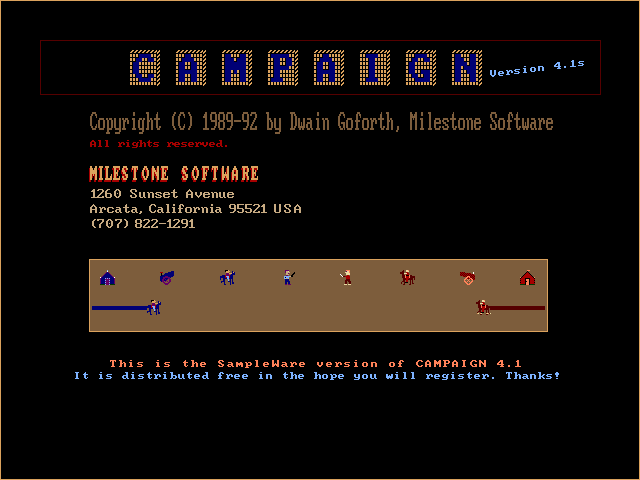 CAMPAIGN Version 4.1s
Copyright (C) 1989-92 by Dwain Goforth, Milestone Software
All rights reserved.
MILESTONE SOFTWARE
1260 Sunset Avenue
Arcata, California 95521 USA
(707) 822-1291
This is the SampleWare version of CAMPAIGN 4.1
It is distributed free in the hope you will register. Thanks!